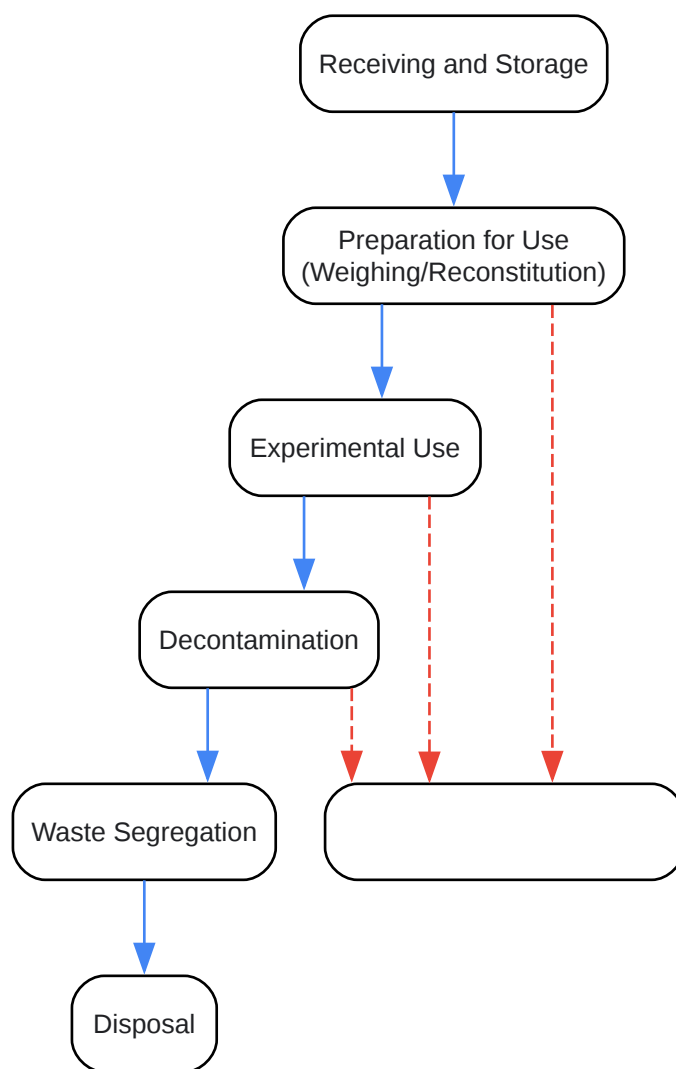 Receiving and Storage
Preparation for Use
(Weighing/Reconstitution)
Experimental Use
Decontamination
Waste Segregation
Disposal